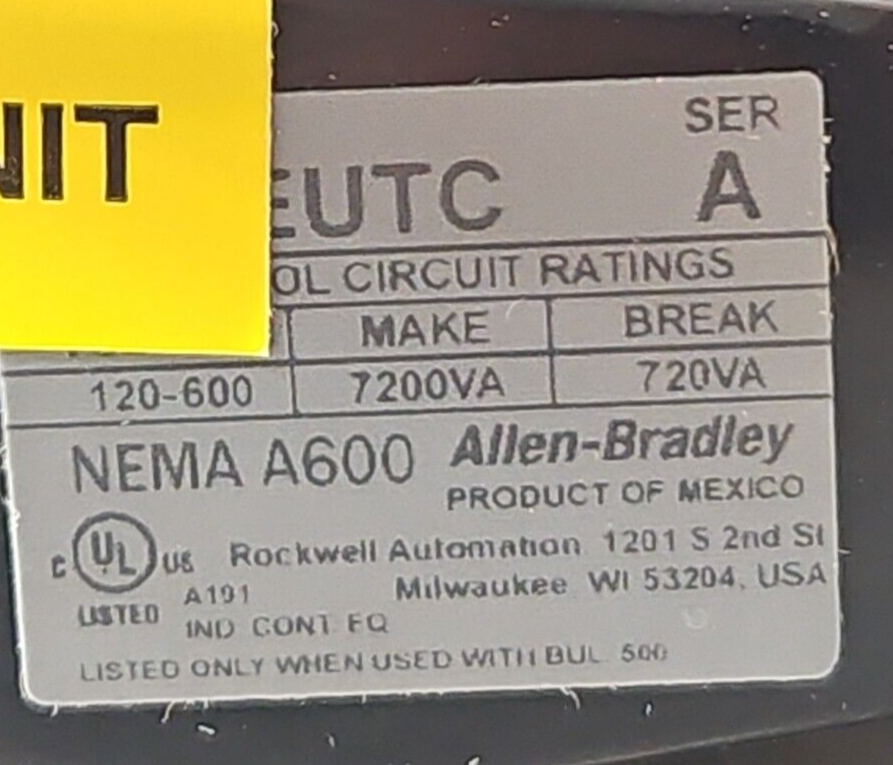 NIT
SER
EUTC A
OL CIRCUIT RATINGS
MAKE BREAK
120-600 7200VA 720VA
NEMA A600 Allen-Bradley
PRODUCT OF MEXICO
C UL US Rockwell Automation 1201 S 2nd St
LISTED A191 Milwaukee WI 53204, USA
IND CONT EQ
LISTED ONLY WHEN USED WITH BUL 500